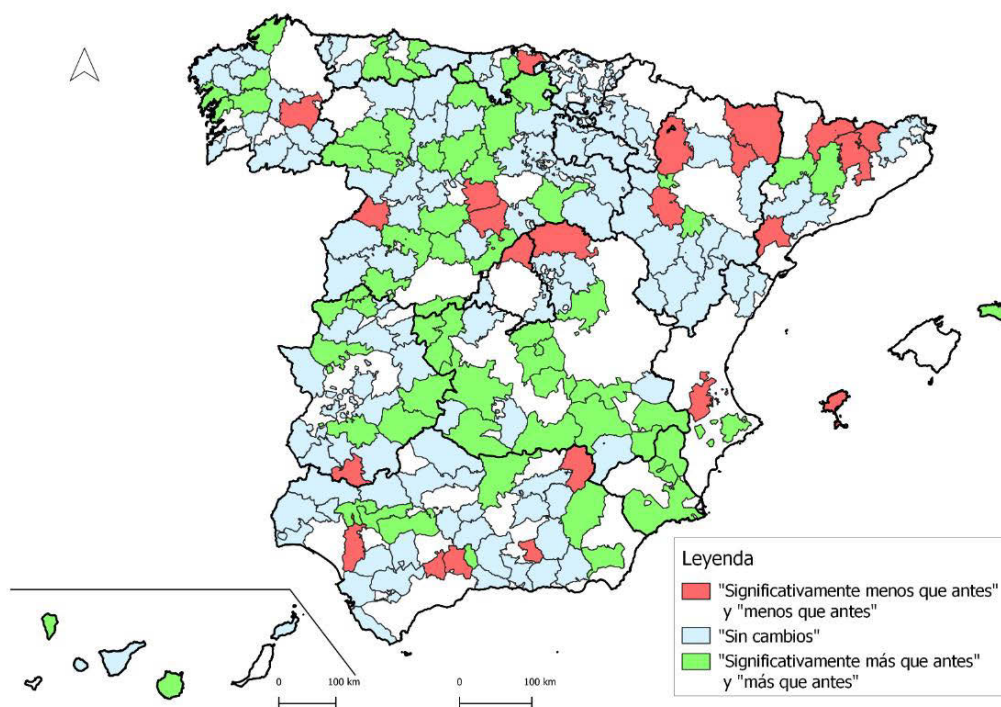 Leyenda
"Significativamente menos que antes"
y "menos que antes"
"Sin cambios"
"Significativamente más que antes"
y "más que antes"
0 100 km
0 100 km